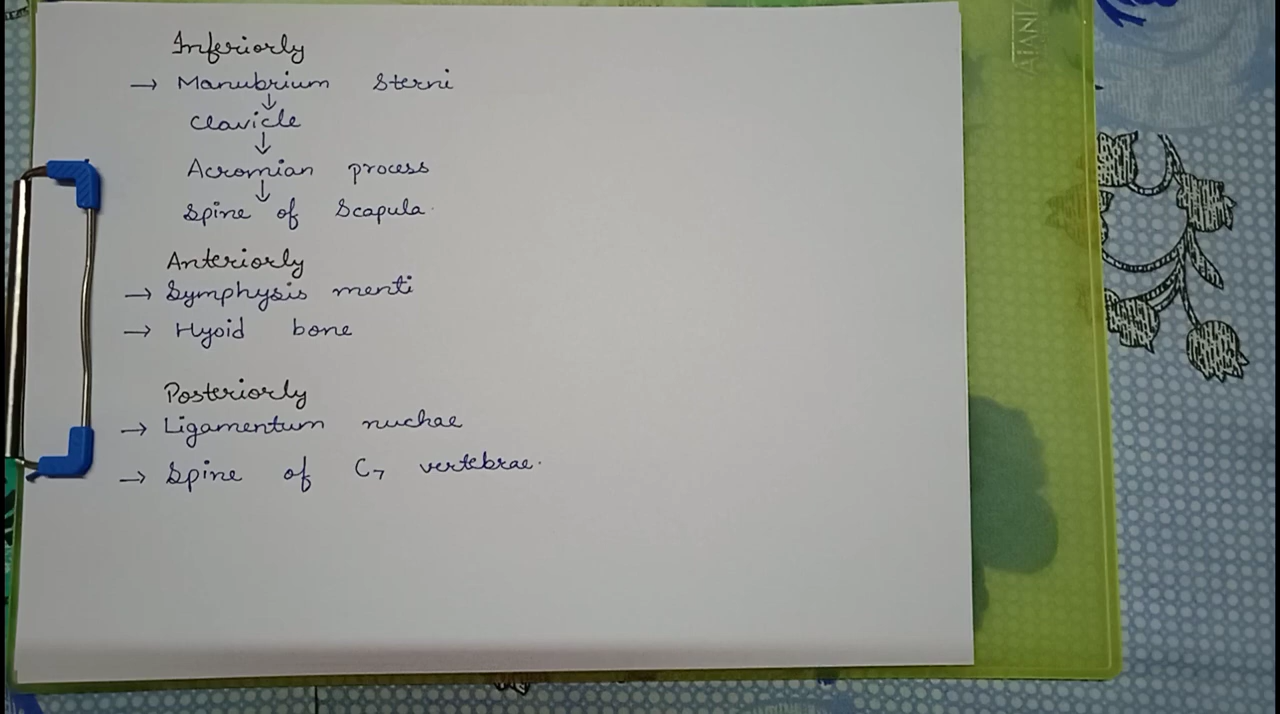 Inferiorly
→ Manubrium Sterni
↓
Clavicle
↓
Acromian process
↓
Spine of Scapula.
Anteriorly
→ Symphysis menti
→ Hyoid bone
Posteriorly
→ Ligamentum nuchae
→ Spine of C7 vertebrae.